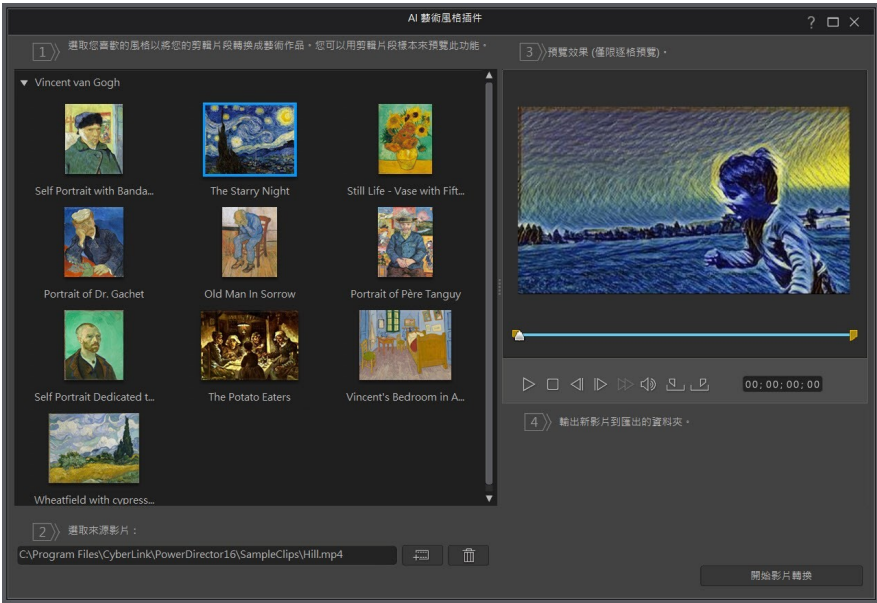 AI 藝術風格插件
1 選取您喜歡的風格以將您的剪輯片段轉換成藝術作品。您可以用剪輯片段樣本來預覽此功能。
Vincent van Gogh
Self Portrait with Banda...
The Starry Night
Still Life - Vase with Fift...
Portrait of Dr. Gachet
Old Man In Sorrow
Portrait of Père Tanguy
Self Portrait Dedicated t...
The Potato Eaters
Vincent's Bedroom in A...
Wheatfield with cypress...
2 選取來源影片：
C:\Program Files\CyberLink\PowerDirector16\SampleClips\Hill.mp4
3 預覽效果 (僅限逐格預覽)。
00;00;00;00
4 輸出新影片到匯出的資料夾。
開始影片轉換